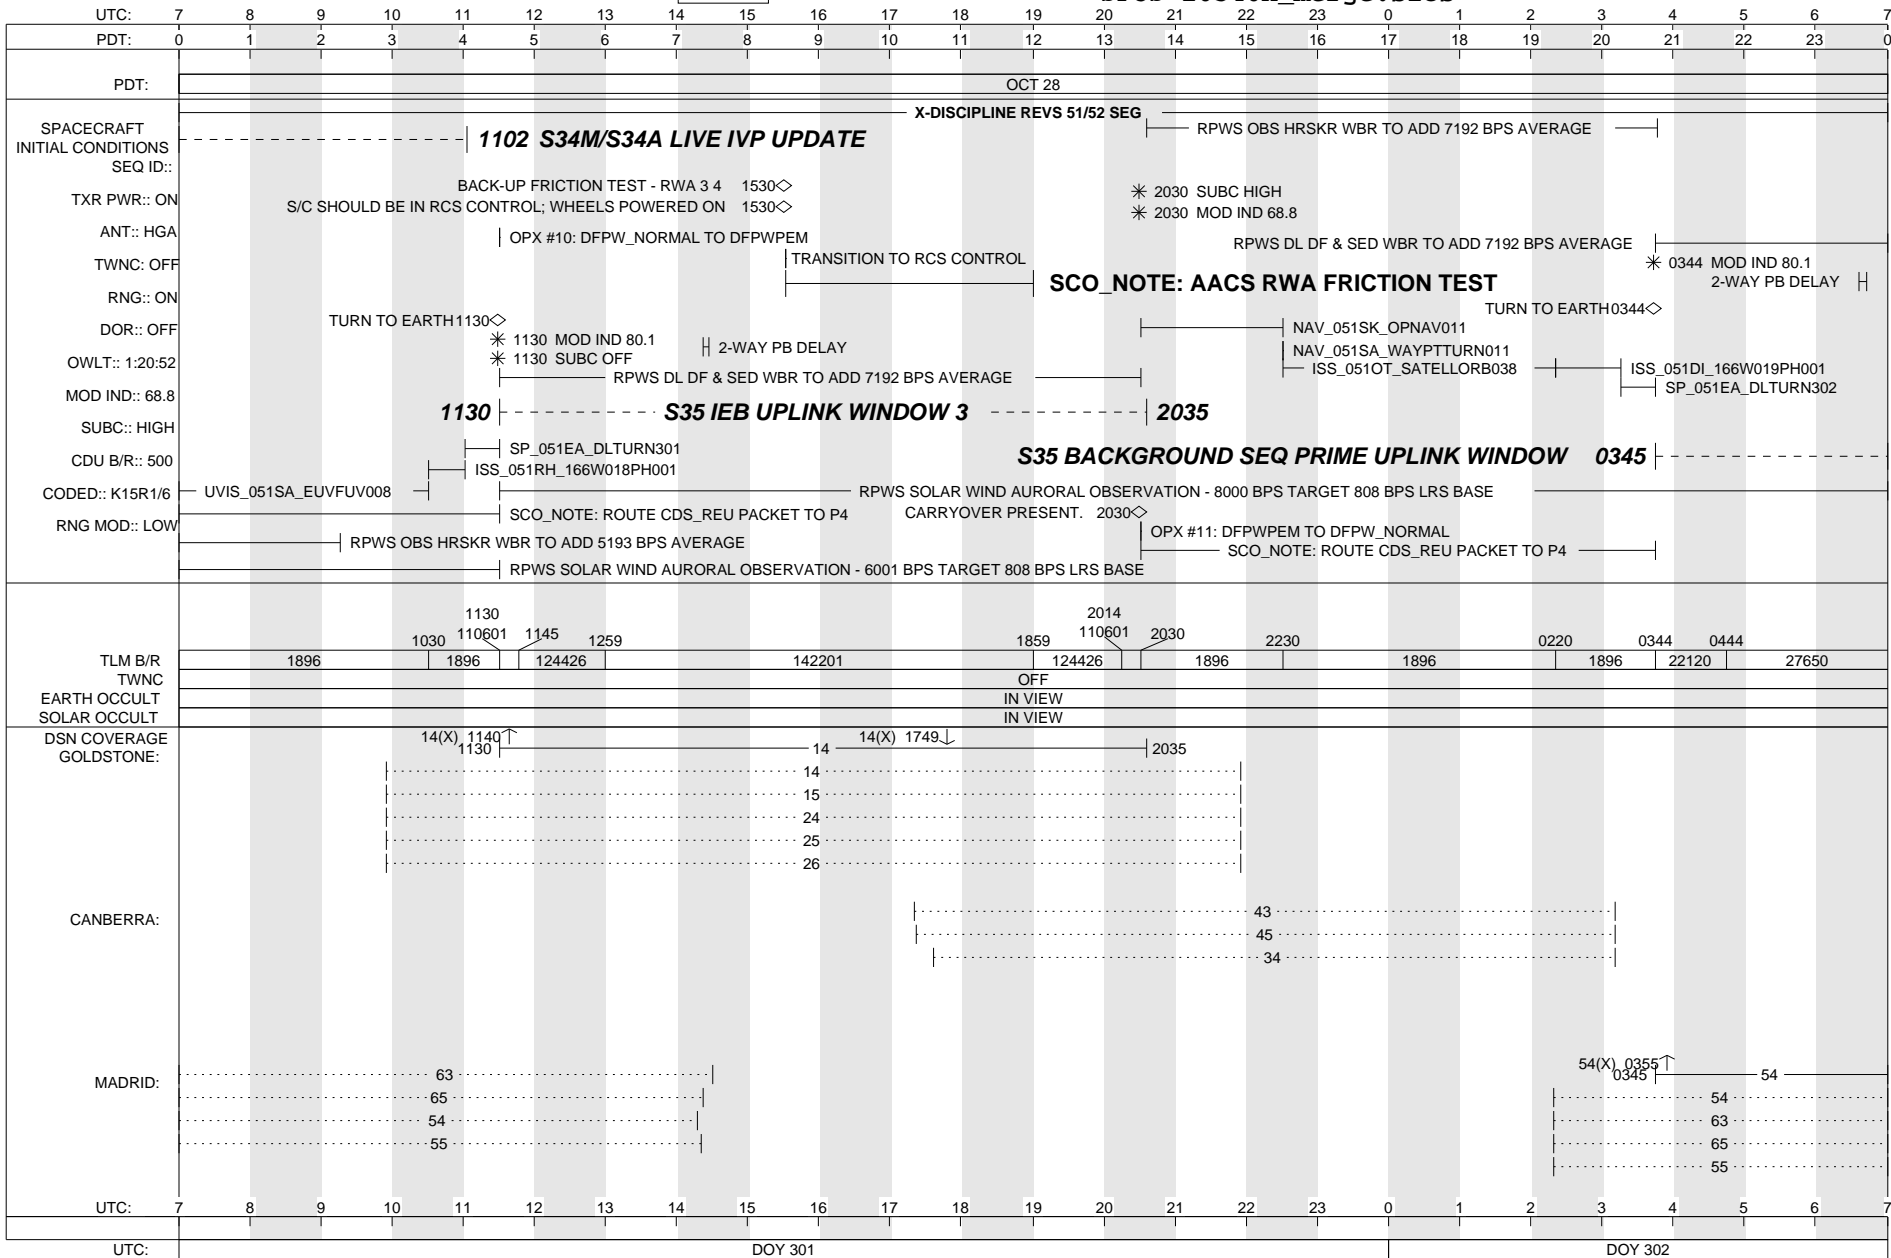 UTC: 7 8 9 10 11 12 13 14 15 16 17 18 19 20 21 22 23 0 1 2 3 4 5 6 7
PDT: 0 1 2 3 4 5 6 7 8 9 10 11 12 13 14 15 16 17 18 19 20 21 22 23 0
PDT: OCT 28
X-DISCIPLINE REVS 51/52 SEG
SPACECRAFT
INITIAL CONDITIONS
SEQ ID::
TXR PWR:: ON
ANT:: HGA
TWNC: OFF
RNG:: ON
DOR:: OFF
OWLT:: 1:20:52
MOD IND:: 68.8
SUBC:: HIGH
CDU B/R:: 500
CODED:: K15R1/6
RNG MOD:: LOW
RPWS OBS HRSKR WBR TO ADD 7192 BPS AVERAGE
1102 S34M/S34A LIVE IVP UPDATE
BACK-UP FRICTION TEST - RWA 3 4 1530
2030 SUBC HIGH
S/C SHOULD BE IN RCS CONTROL; WHEELS POWERED ON 1530
2030 MOD IND 68.8
OPX #10: DFPW_NORMAL TO DFPWPEM
RPWS DL DF & SED WBR TO ADD 7192 BPS AVERAGE
TRANSITION TO RCS CONTROL
0344 MOD IND 80.1
SCO_NOTE: AACS RWA FRICTION TEST
2-WAY PB DELAY
TURN TO EARTH0344
TURN TO EARTH1130
NAV_051SK_OPNAV011
1130 MOD IND 80.1
2-WAY PB DELAY
NAV_051SA_WAYPTTURN011
1130 SUBC OFF
ISS_051OT_SATELLORB038
ISS_051DI_166W019PH001
RPWS DL DF & SED WBR TO ADD 7192 BPS AVERAGE
SP_051EA_DLTURN302
1130 S35 IEB UPLINK WINDOW 3 2035
SP_051EA_DLTURN301
S35 BACKGROUND SEQ PRIME UPLINK WINDOW 0345
ISS_051RH_166W018PH001
UVIS_051SA_EUVFUV008
RPWS SOLAR WIND AURORAL OBSERVATION - 8000 BPS TARGET 808 BPS LRS BASE
SCO_NOTE: ROUTE CDS_REU PACKET TO P4
CARRYOVER PRESENT. 2030
OPX #11: DFPWPEM TO DFPW_NORMAL
RPWS OBS HRSKR WBR TO ADD 5193 BPS AVERAGE
SCO_NOTE: ROUTE CDS_REU PACKET TO P4
RPWS SOLAR WIND AURORAL OBSERVATION - 6001 BPS TARGET 808 BPS LRS BASE
1130 2014
1030 110601 1145 1259 1859 110601 2030 2230 0220 0344 0444
TLM B/R 1896 1896 124426 142201 124426 1896 1896 1896 22120 27650
TWNC OFF
EARTH OCCULT IN VIEW
SOLAR OCCULT IN VIEW
DSN COVERAGE
GOLDSTONE:
14(X) 1140 14(X) 1749
1130 14 2035
14
15
24
25
26
CANBERRA:
43
45
34
MADRID:
54(X) 0355
63 0345 54
65 54
54 63
55 65
55
UTC: 7 8 9 10 11 12 13 14 15 16 17 18 19 20 21 22 23 0 1 2 3 4 5 6 7
UTC: DOY 301 DOY 302